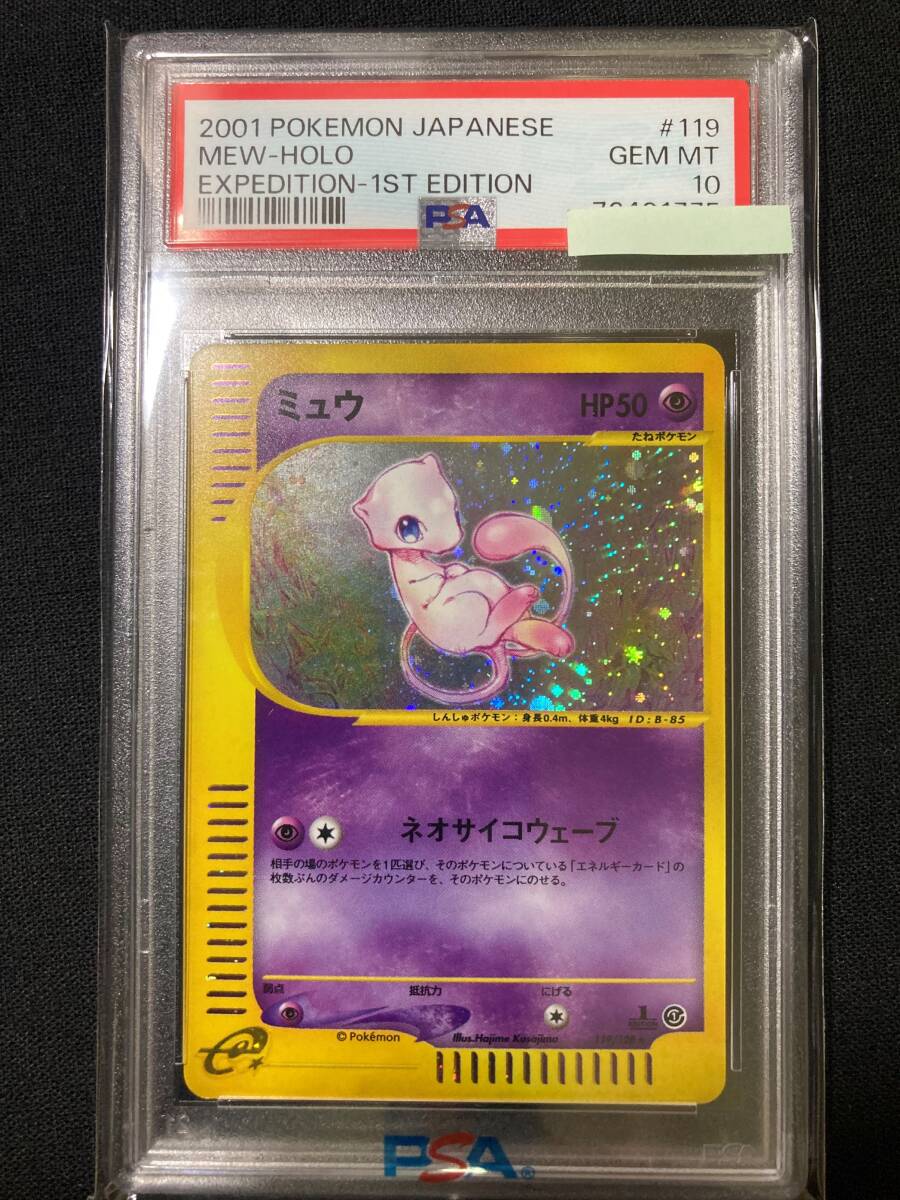 2001 POKEMON JAPANESE #119
MEW-HOLO GEM MT
EXPEDITION-1ST EDITION 10
PSA
ミュウ HP50
たねポケモン
しんしゅポケモン：身長0.4m、体重4kg ID:B-85
ネオサイコウェーブ
相手の場のポケモンを1匹選び、そのポケモンについている「エネルギーカード」の
枚数ぶんのダメージカウンターを、そのポケモンにのせる。
弱点 抵抗力 にげる
1
EDITION
© Pokémon Illus.Hajime Kusajima
PSA®